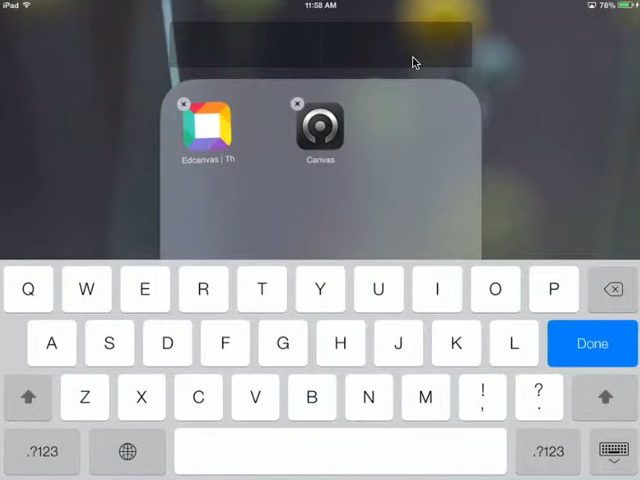 iPad 11:58 AM 78%
Edcanvas | Th Canvas
Q W E R T Y U I O P
A S D F G H J K L Done
Z X C V B N M ! , ? .
.?123 .?123